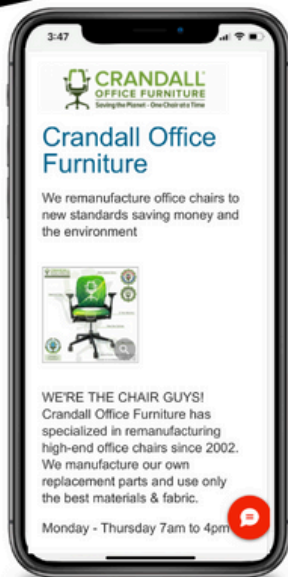 3:47
CRANDALL
OFFICE FURNITURE
Saving the Planet - One Chair at a Time
Crandall Office
Furniture
We remanufacture office chairs to
new standards saving money and
the environment
CRANDALL
WE'RE THE CHAIR GUYS!
Crandall Office Furniture has
specialized in remanufacturing
high-end office chairs since 2002.
We manufacture our own
replacement parts and use only
the best materials & fabric.
Monday - Thursday 7am to 4pm